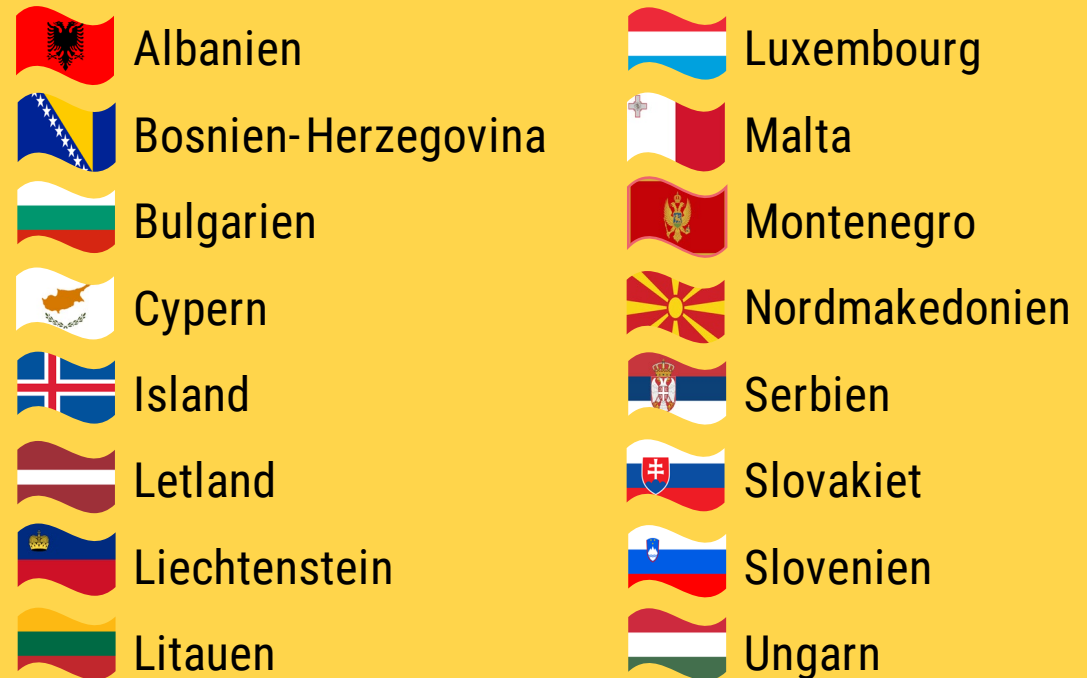 Albanien
Bosnien-Herzegovina
Bulgarien
Cypern
Island
Letland
Liechtenstein
Litauen
Luxembourg
Malta
Montenegro
Nordmakedonien
Serbien
Slovakiet
Slovenien
Ungarn